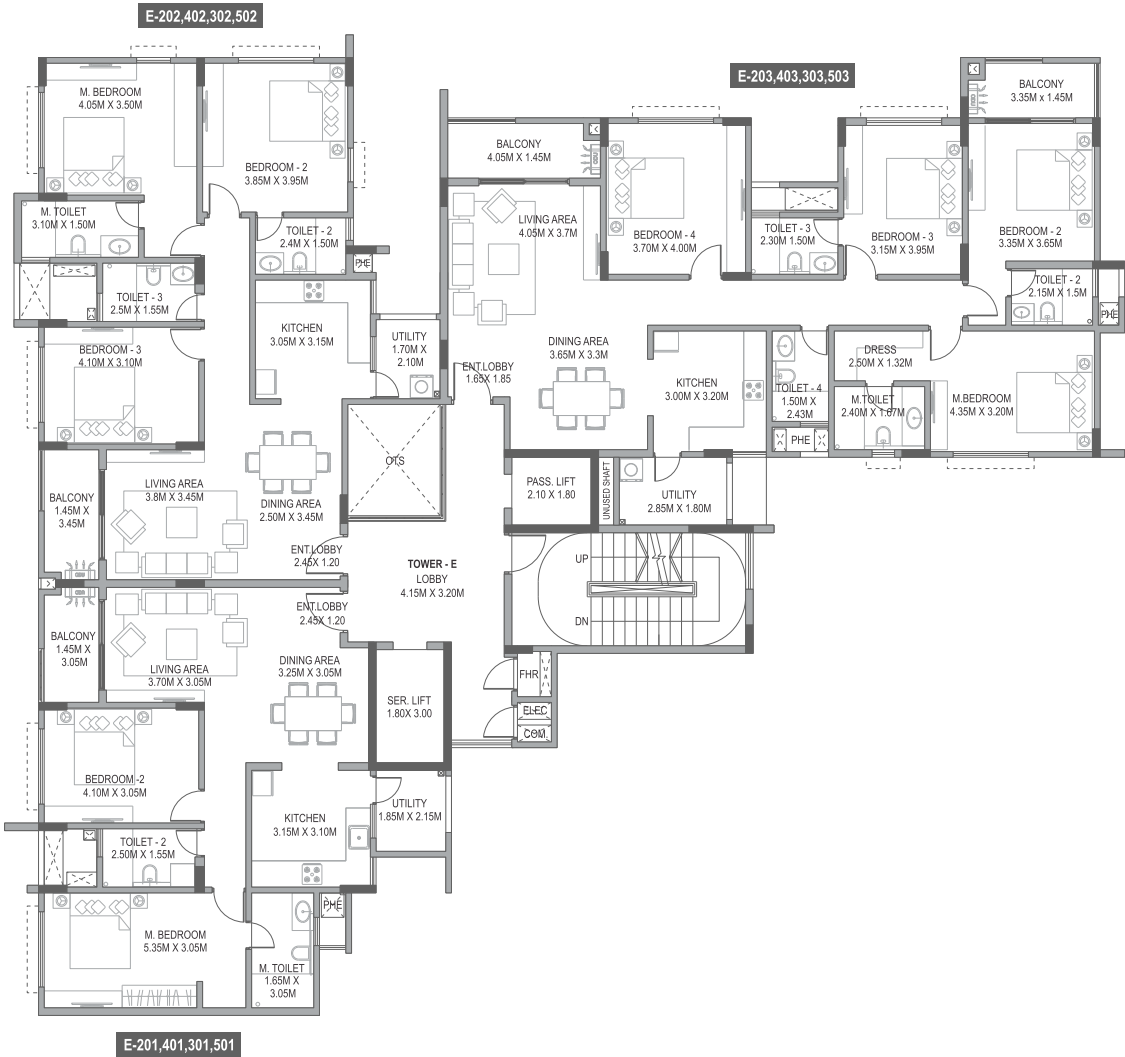 E-202,402,302,502
E-203,403,303,503
M. BEDROOM
4.05M X 3.50M
BEDROOM - 2
3.85M X 3.95M
M. TOILET
3.10M X 1.50M
TOILET - 2
2.4M X 1.50M
PHE
TOILET - 3
2.5M X 1.55M
KITCHEN
3.05M X 3.15M
UTILITY
1.70M X
2.10M
BEDROOM- 3
4.10M X 3.10M
LIVING AREA
3.8M X 3.45M
BALCONY
1.45M X
3.45M
DINING AREA
2.50M X 3.45M
ENT.LOBBY
2.45X 1.20
OTS
BALCONY
4.05M X 1.45M
ODU
LIVING AREA
4.05M X 3.7M
BEDROOM - 4
3.70M X 4.00M
TOILET - 3
2.30M 1.50M
BEDROOM - 3
3.15M X 3.95M
BALCONY
3.35M x 1.45M
ODU
BEDROOM - 2
3.35M X 3.65M
TOILET - 2
2.15M X 1.5M
PHE
DINING AREA
3.65M X 3.3M
ENT.LOBBY
1.65X 1.85
KITCHEN
3.00M X 3.20M
TOILET - 4
1.50M X
2.43M
PHE
DRESS
2.50M X 1.32M
M.TOILET
2.40M X 1.67M
M.BEDROOM
4.35M X 3.20M
PASS. LIFT
2.10 X 1.80
UNUSED SHAFT
UTILITY
2.85M X 1.80M
TOWER - E
LOBBY
4.15M X 3.20M
UP
DN
FHR
ELEC
COM.
SER. LIFT
1.80X 3.00
ENT.LOBBY
2.45X 1.20
BALCONY
1.45M X
3.05M
LIVING AREA
3.70M X 3.05M
DINING AREA
3.25M X 3.05M
BEDROOM -2
4.10M X 3.05M
KITCHEN
3.15M X 3.10M
UTILITY
1.85M X 2.15M
TOILET - 2
2.50M X 1.55M
M. BEDROOM
5.35M X 3.05M
M. TOILET
1.65M X
3.05M
PHE
E-201,401,301,501